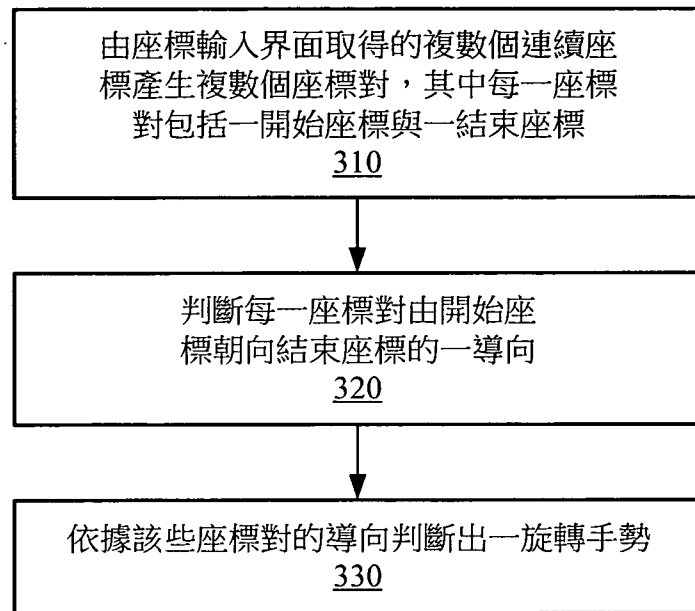 由座標輸入界面取得的複數個連續座
標產生複數個座標對，其中每一座標
對包括一開始座標與一結束座標
310
判斷每一座標對由開始座
標朝向結束座標的一導向
320
依據該些座標對的導向判斷出一旋轉手勢
330